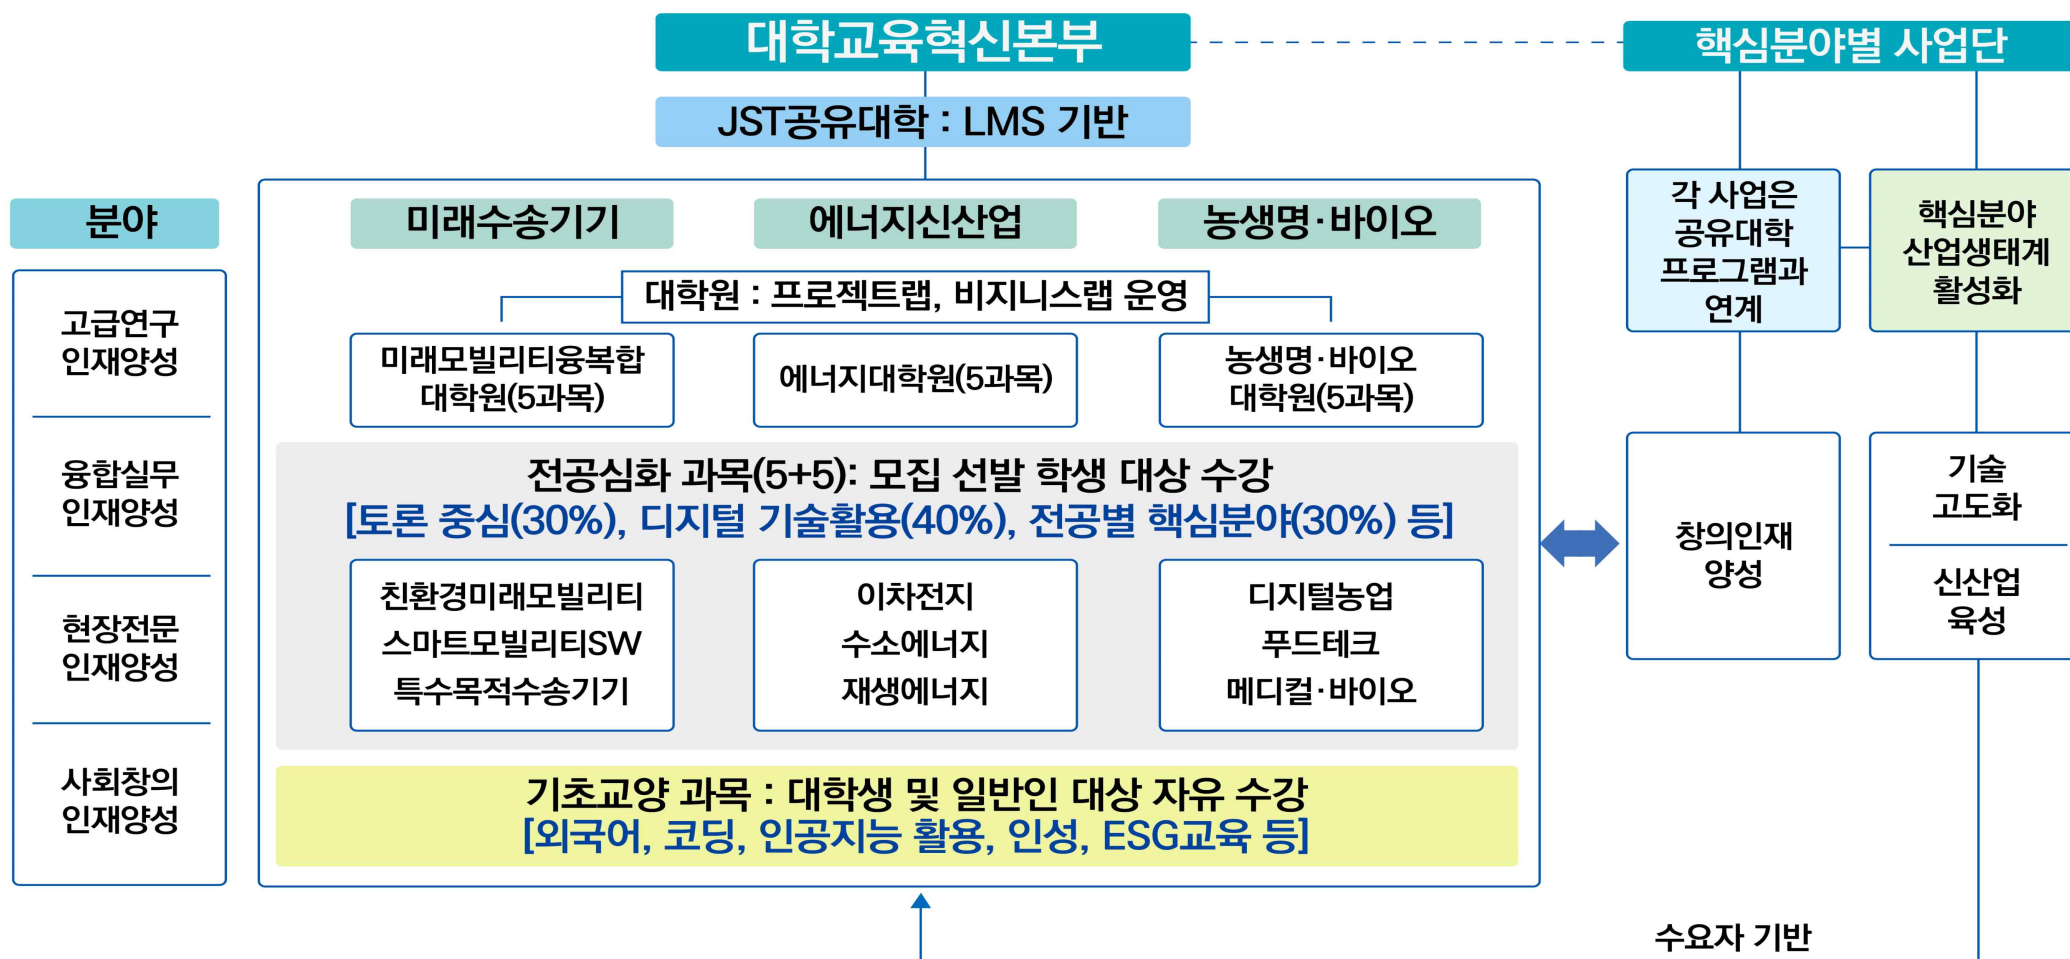 대학교육혁신본부
핵심분야별 사업단
JST공유대학 : LMS 기반
분야
고급연구
인재양성
융합실무
인재양성
현장전문
인재양성
사회창의
인재양성
미래수송기기
에너지신산업
농생명·바이오
대학원 : 프로젝트랩, 비지니스랩 운영
미래모빌리티융복합
대학원(5과목)
에너지대학원(5과목)
농생명·바이오
대학원(5과목)
전공심화 과목(5+5): 모집 선발 학생 대상 수강
[토론 중심(30%), 디지털 기술활용(40%), 전공별 핵심분야(30%) 등]
친환경미래모빌리티
스마트모빌리티SW
특수목적수송기기
이차전지
수소에너지
재생에너지
디지털농업
푸드테크
메디컬·바이오
기초교양 과목 : 대학생 및 일반인 대상 자유 수강
[외국어, 코딩, 인공지능 활용, 인성, ESG교육 등]
각 사업은
공유대학
프로그램과
연계
핵심분야
산업생태계
활성화
창의인재
양성
기술
고도화
신산업
육성
수요자 기반